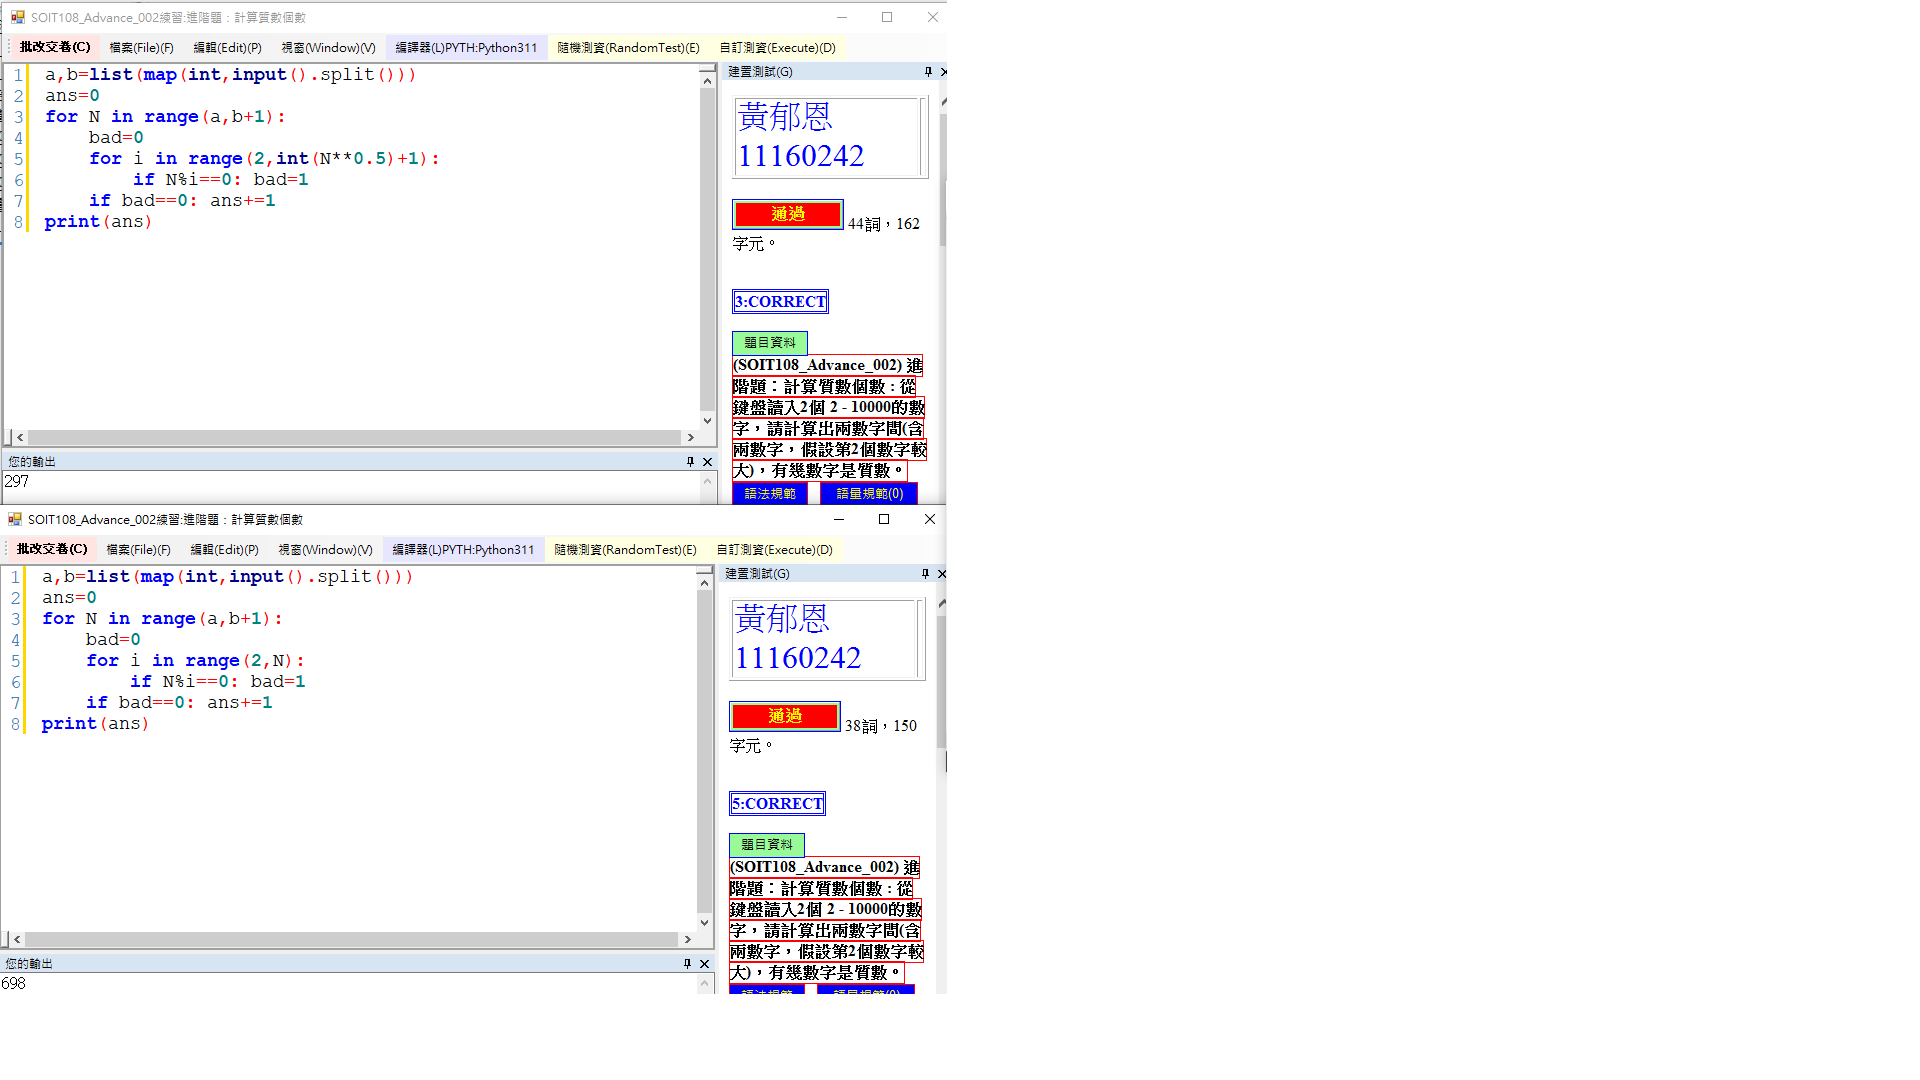 SOIT108_Advance_002練習:進階題：計算質數個數
批改交卷(C) 檔案(File)(F) 編輯(Edit)(P) 視窗(Window)(V) 編譯器(L)PYTH:Python311 隨機測資(RandomTest)(E) 自訂測資(Execute)(D)
1 a,b=list(map(int,input().split()))
2 ans=0
3 for N in range(a,b+1):
4 bad=0
5 for i in range(2,int(N**0.5)+1):
6 if N%i==0: bad=1
7 if bad==0: ans+=1
8 print(ans)
您的輸出
297
建置測試(G)
黃郁恩
11160242
通過 44詞，162
字元。
3:CORRECT
題目資料
(SOIT108_Advance_002) 進
階題：計算質數個數 : 從
鍵盤讀入2個 2 - 10000的數
字，請計算出兩數字間(含
兩數字，假設第2個數字較
大)，有幾數字是質數。
語法規範 語量規範(0)
SOIT108_Advance_002練習:進階題：計算質數個數
批改交卷(C) 檔案(File)(F) 編輯(Edit)(P) 視窗(Window)(V) 編譯器(L)PYTH:Python311 隨機測資(RandomTest)(E) 自訂測資(Execute)(D)
1 a,b=list(map(int,input().split()))
2 ans=0
3 for N in range(a,b+1):
4 bad=0
5 for i in range(2,N):
6 if N%i==0: bad=1
7 if bad==0: ans+=1
8 print(ans)
您的輸出
698
建置測試(G)
黃郁恩
11160242
通過 38詞，150
字元。
5:CORRECT
題目資料
(SOIT108_Advance_002) 進
階題：計算質數個數 : 從
鍵盤讀入2個 2 - 10000的數
字，請計算出兩數字間(含
兩數字，假設第2個數字較
大)，有幾數字是質數。
語法規範 語量規範(0)